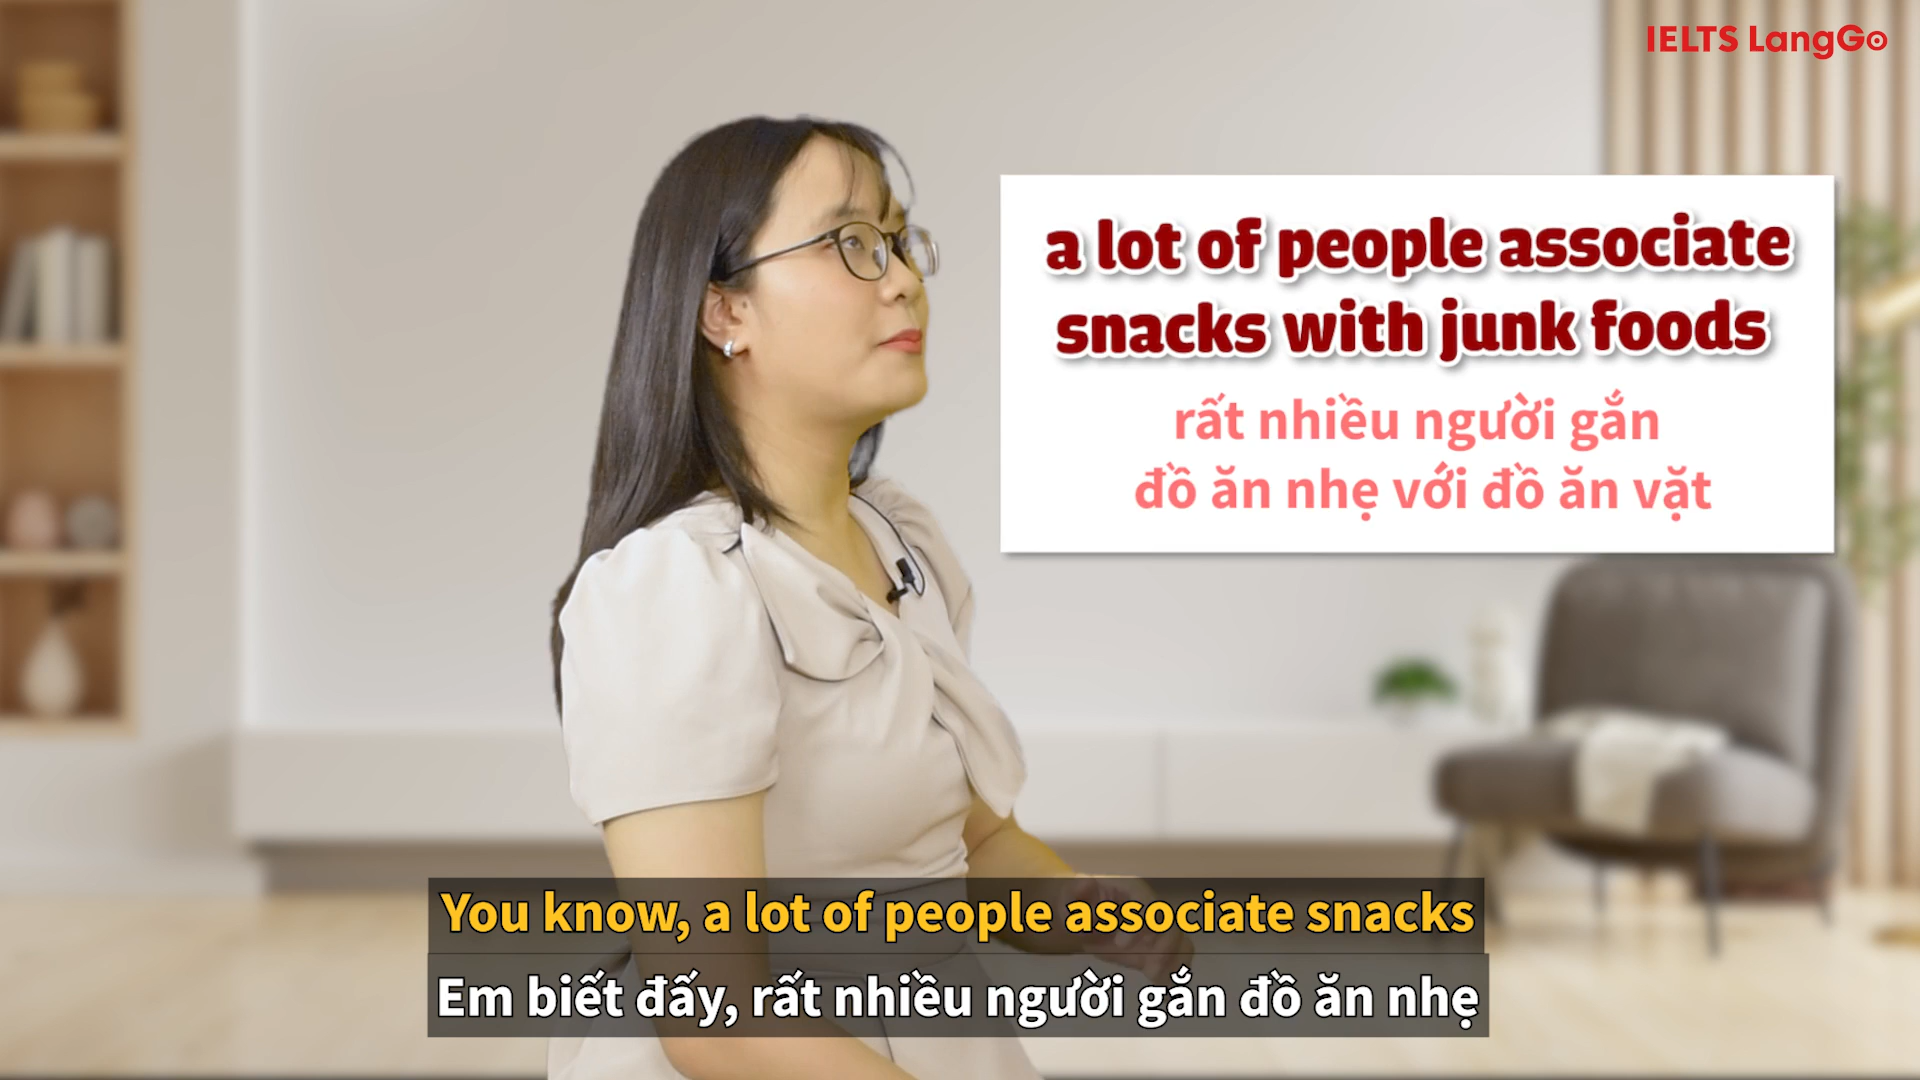 IELTS LangGo
a lot of people associate
snacks with junk foods
rất nhiều người gắn
đồ ăn nhẹ với đồ ăn vặt
You know, a lot of people associate snacks
Em biết đấy, rất nhiều người gắn đồ ăn nhẹ